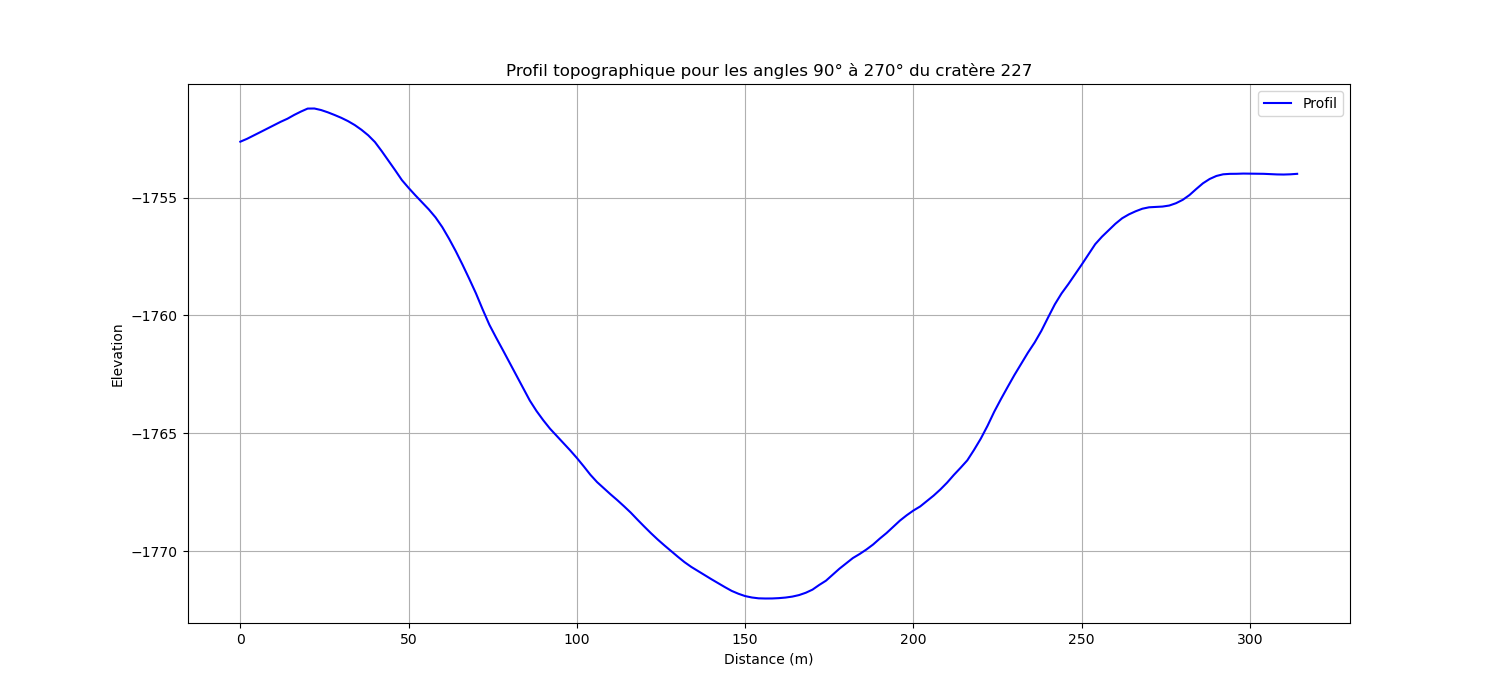 Profil topographique pour les angles 90° à 270° du cratère 227
Profil
Elevation
−1755
−1760
−1765
−1770
0 50 100 150 200 250 300
Distance (m)